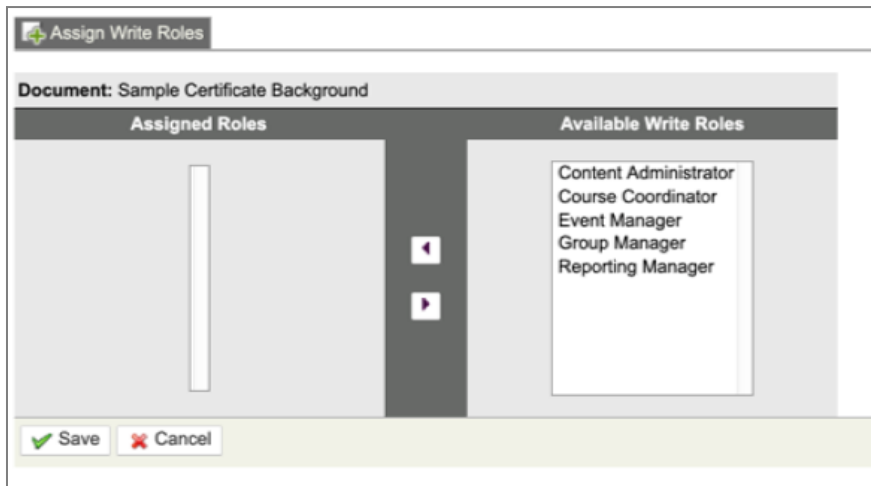 Assign Write Roles
Document: Sample Certificate Background
Assigned Roles
Available Write Roles
Content Administrator
Course Coordinator
Event Manager
Group Manager
Reporting Manager
Save
Cancel